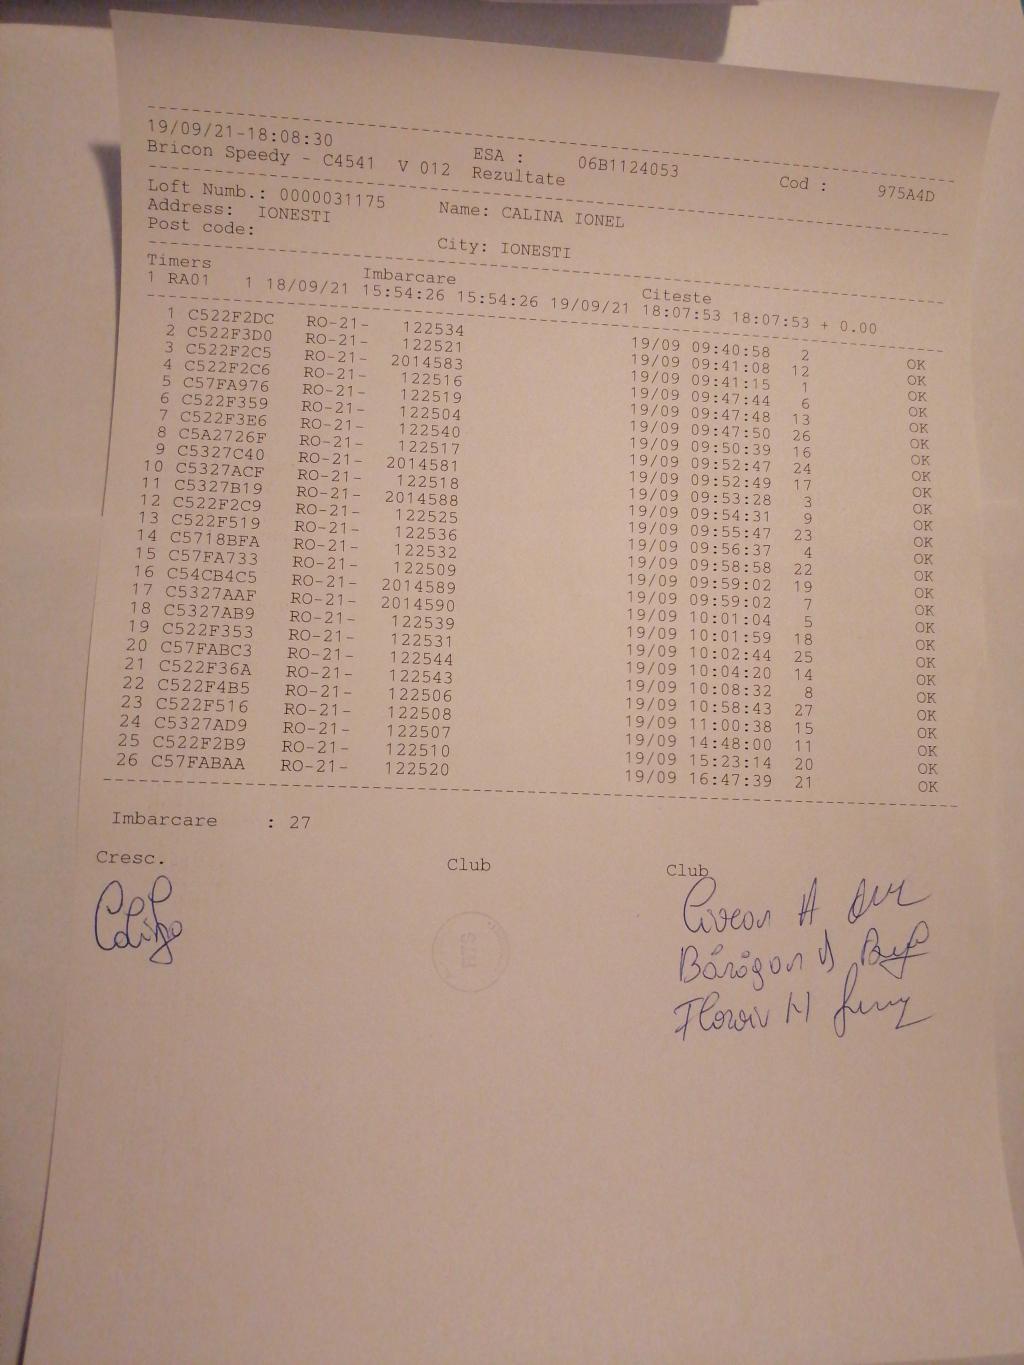 19/09/21-18:08:30 ESA : 06B1124053 Cod : 975A4D
Bricon Speedy - C4541 V 012 Rezultate
Loft Numb.: 0000031175 Name: CALINA IONEL
Address: IONESTI
Post code: City: IONESTI
Timers Imbarcare Citeste
1 RA01 1 18/09/21 15:54:26 15:54:26 19/09/21 18:07:53 18:07:53 + 0.00
1 C522F2DC RO-21- 122534 19/09 09:40:58 2 OK
2 C522F3D0 RO-21- 122521 19/09 09:41:08 12 OK
3 C522F2C5 RO-21- 2014583 19/09 09:41:15 1 OK
4 C522F2C6 RO-21- 122516 19/09 09:47:44 6 OK
5 C57FA976 RO-21- 122519 19/09 09:47:48 13 OK
6 C522F359 RO-21- 122504 19/09 09:47:50 26 OK
7 C522F3E6 RO-21- 122540 19/09 09:50:39 16 OK
8 C5A2726F RO-21- 122517 19/09 09:52:47 24 OK
9 C5327C40 RO-21- 2014581 19/09 09:52:49 17 OK
10 C5327ACF RO-21- 122518 19/09 09:53:28 3 OK
11 C5327B19 RO-21- 2014588 19/09 09:54:31 9 OK
12 C522F2C9 RO-21- 122525 19/09 09:55:47 23 OK
13 C522F519 RO-21- 122536 19/09 09:56:37 4 OK
14 C5718BFA RO-21- 122532 19/09 09:58:58 22 OK
15 C57FA733 RO-21- 122509 19/09 09:59:02 19 OK
16 C54CB4C5 RO-21- 2014589 19/09 09:59:02 7 OK
17 C5327AAF RO-21- 2014590 19/09 10:01:04 5 OK
18 C5327AB9 RO-21- 122539 19/09 10:01:59 18 OK
19 C522F353 RO-21- 122531 19/09 10:02:44 25 OK
20 C57FABC3 RO-21- 122544 19/09 10:04:20 14 OK
21 C522F36A RO-21- 122543 19/09 10:08:32 8 OK
22 C522F4B5 RO-21- 122506 19/09 10:58:43 27 OK
23 C522F516 RO-21- 122508 19/09 11:00:38 15 OK
24 C5327AD9 RO-21- 122507 19/09 14:48:00 11 OK
25 C522F2B9 RO-21- 122510 19/09 15:23:14 20 OK
26 C57FABAA RO-21- 122520 19/09 16:47:39 21 OK
Imbarcare : 27
Cresc. Club Club